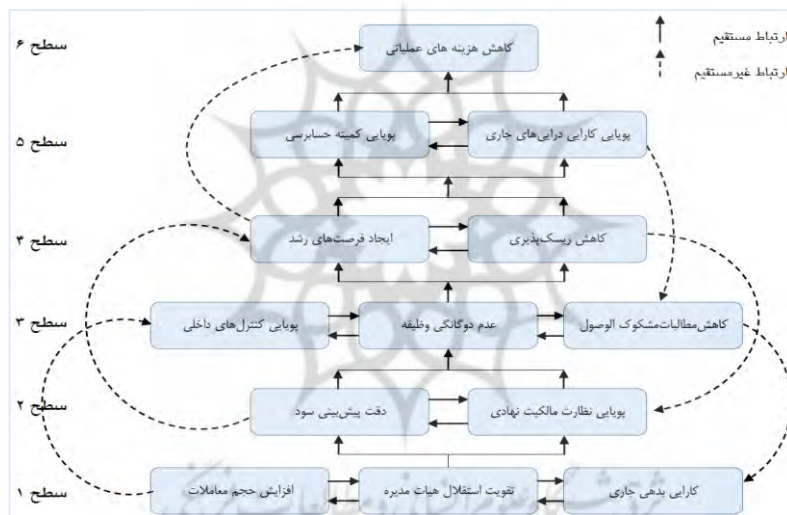 سطح ۶
کاهش هزینه های عملیاتی
ارتباط مستقیم
ارتباط غیرمستقیم
سطح ۵
پویایی کارایی درایی‌های جاری
پویایی کمیته حسابرسی
سطح ۴
کاهش ریسک‌پذیری
ایجاد فرصت‌های رشد
سطح ۳
کاهش‌مطالبات‌مشکوک الوصول
عدم دوگانگی وظیفه
پویایی کنترل‌های داخلی
سطح ۲
پویایی نظارت مالکیت نهادی
دقت پیش‌بینی سود
سطح ۱
کارایی بدهی جاری
تقویت استقلال هیات مدیره
افزایش حجم معاملات